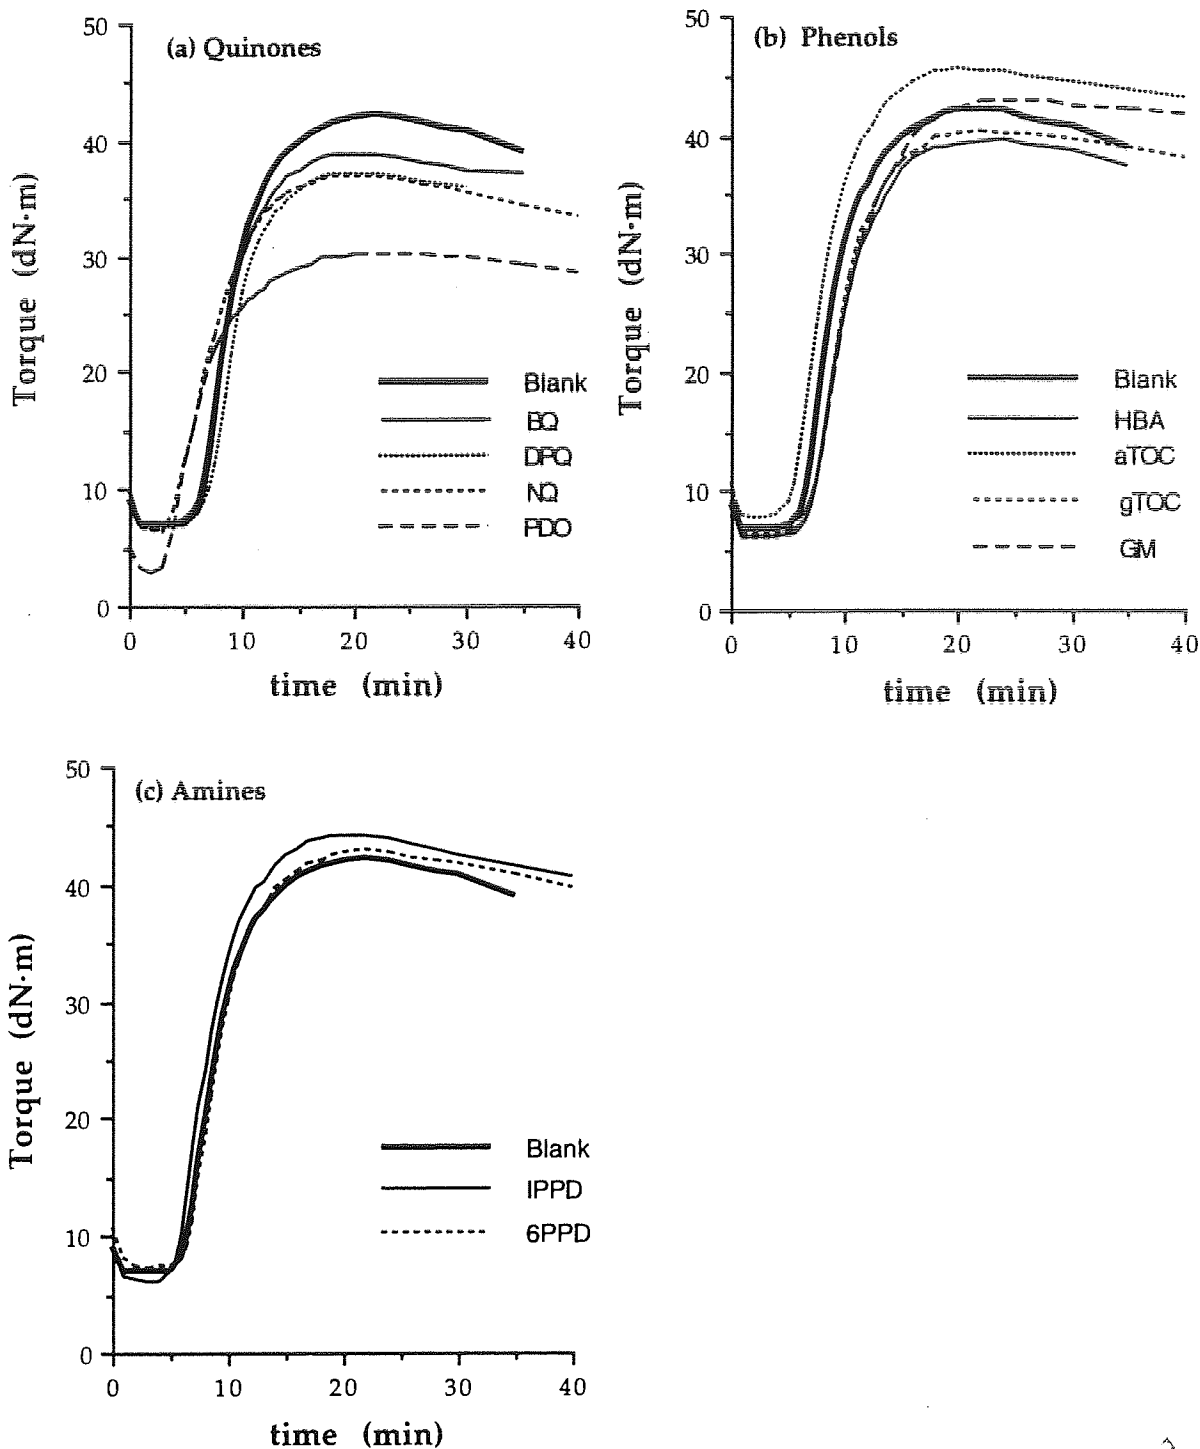 (a) Quinones
50
40
30
20
10
0
Torque (dN·m)
Blank
BQ
DPQ
NQ
PDO
0 10 20 30 40
time (min)
(b) Phenols
50
40
30
20
10
0
Torque (dN·m)
Blank
HBA
aTOC
gTOC
GM
0 10 20 30 40
time (min)
(c) Amines
50
40
30
20
10
0
Torque (dN·m)
Blank
IPPD
6PPD
0 10 20 30 40
time (min)